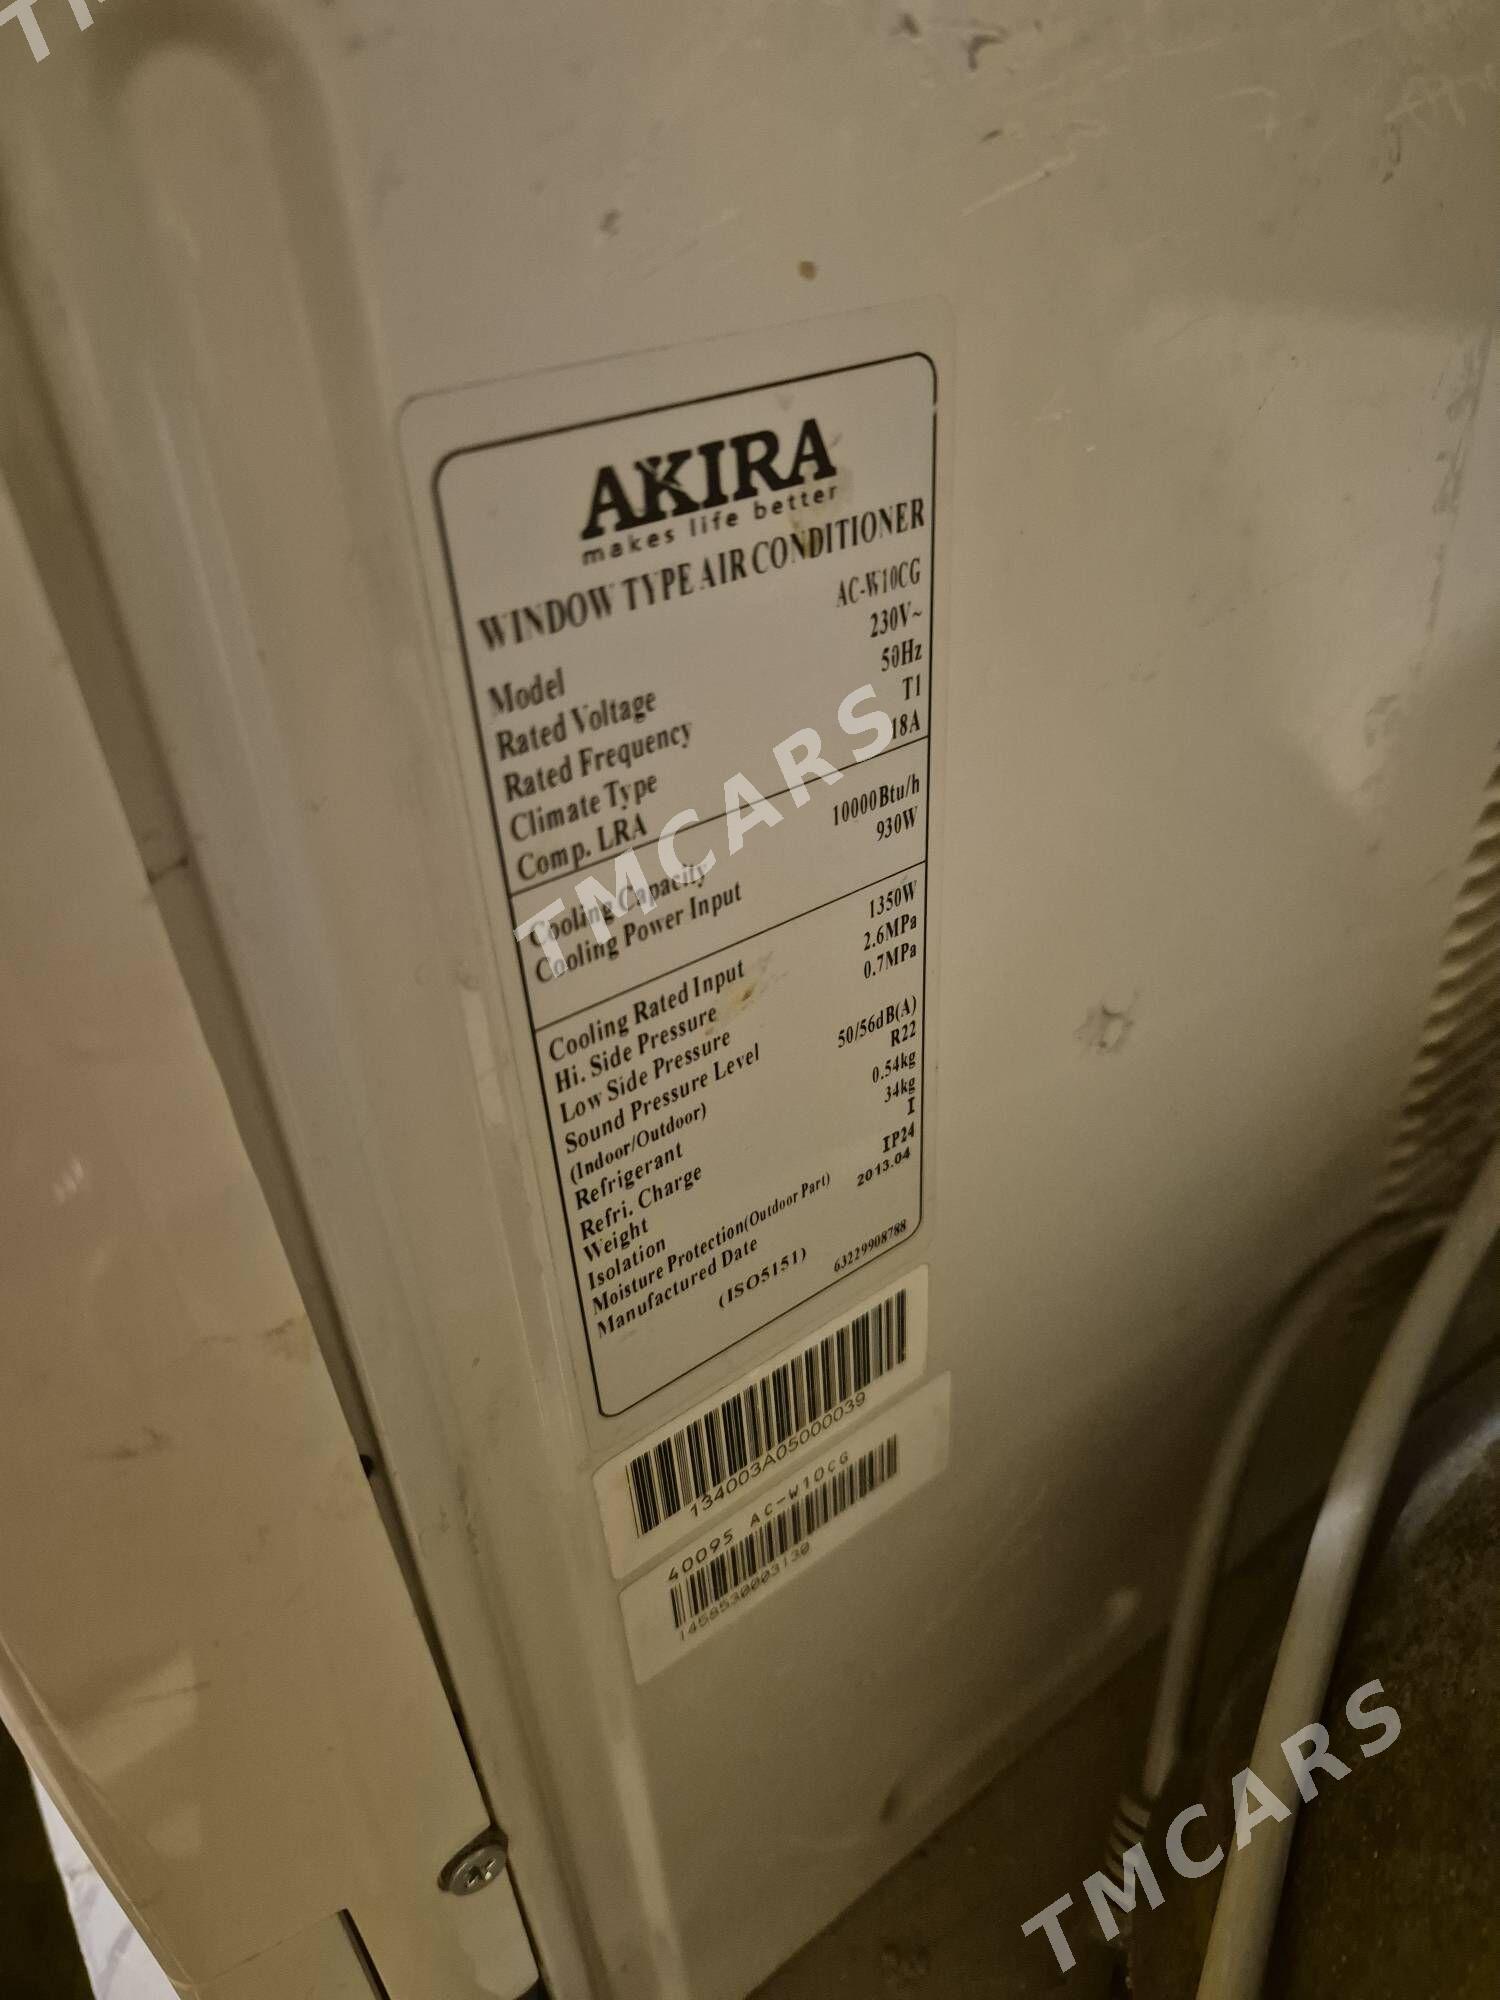 AKIRA
makes life better
WINDOW TYPE AIR CONDITIONER
Model AC-W10CG
Rated Voltage 230V~
Rated Frequency 50Hz
Climate Type T1
Comp. LRA 18A
Cooling Capacity 10000Btu/h
Cooling Power Input 930W
Cooling Rated Input 1350W
Hi. Side Pressure 2.6MPa
Low Side Pressure 0.7MPa
Sound Pressure Level 50/56dB(A)
(Indoor/Outdoor)
Refrigerant R22
Refri. Charge 0.54kg
Weight 34kg
Isolation I
Moisture Protection(Outdoor Part) IP24
Manufactured Date 2013.04
(ISO5151) 63229908788
134003A05000039
40095 AC-W10CG
1458530003130
TMCARS
TMCARS